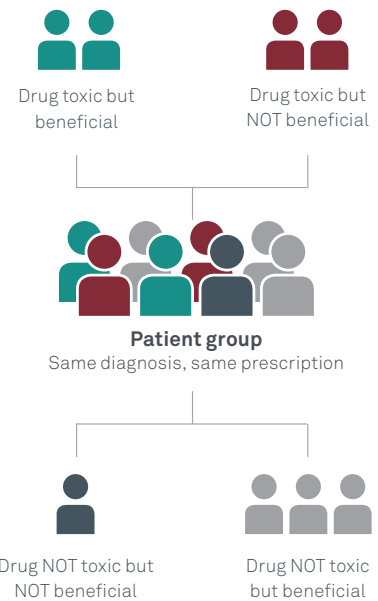 Drug toxic but
beneficial
Drug toxic but
NOT beneficial
Patient group
Same diagnosis, same prescription
Drug NOT toxic but
NOT beneficial
Drug NOT toxic
but beneficial